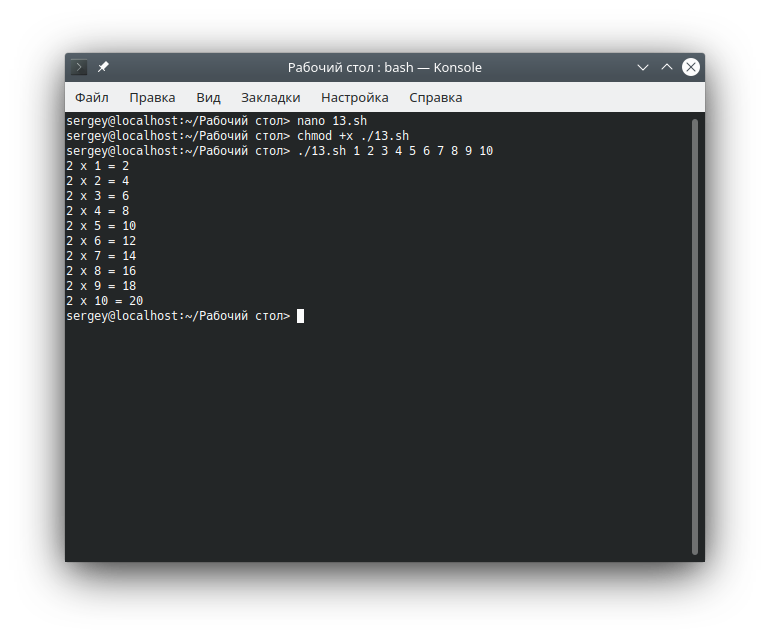 Рабочий стол : bash — Konsole
Файл Правка Вид Закладки Настройка Справка
sergey@localhost:~/Рабочий стол> nano 13.sh
sergey@localhost:~/Рабочий стол> chmod +x ./13.sh
sergey@localhost:~/Рабочий стол> ./13.sh 1 2 3 4 5 6 7 8 9 10
2 x 1 = 2
2 x 2 = 4
2 x 3 = 6
2 x 4 = 8
2 x 5 = 10
2 x 6 = 12
2 x 7 = 14
2 x 8 = 16
2 x 9 = 18
2 x 10 = 20
sergey@localhost:~/Рабочий стол>